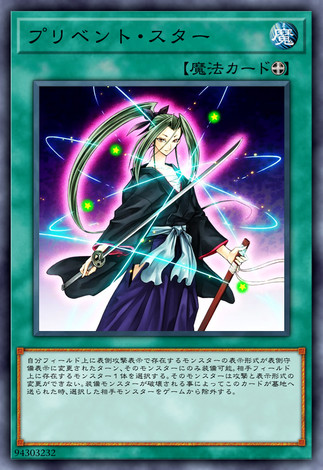 プリベント・スター
魔
【魔法カード】
自分フィールド上に表側攻撃表示で存在するモンスターの表示形式が表側守
備表示に変更されたターン、そのモンスターにのみ装備可能。相手フィールド
上に存在するモンスター1体を選択する。そのモンスターは攻撃と表示形式の
変更ができない。装備モンスターが破壊される事によってこのカードが墓地へ
送られた時、選択した相手モンスターをゲームから除外する。
94303232